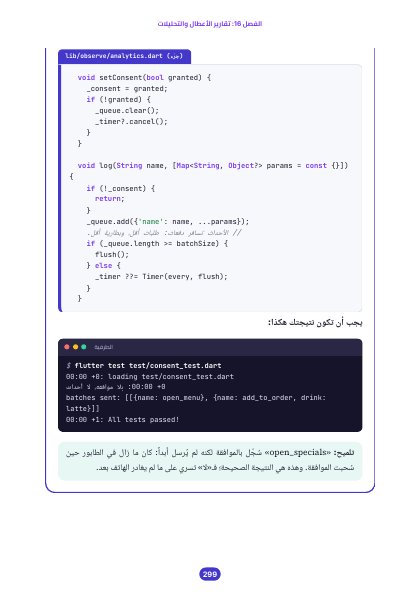 الفصل 16: تقارير الأعطال والتحليلات
lib/observe/analytics.dart (جزء)
void setConsent(bool granted) {
_consent = granted;
if (!granted) {
_queue.clear();
_timer?.cancel();
}
}
void log(String name, [Map<String, Object?> params = const {}])
{
if (!_consent) {
return;
}
_queue.add({'name': name, ...params});
// الأحداث تسافر دفعات: طلبات أقل، وبطارية أقل.
if (_queue.length >= batchSize) {
flush();
} else {
_timer ??= Timer(every, flush);
}
}
يجب أن تكون نتيجتك هكذا:
الطرفية
$ flutter test test/consent_test.dart
00:00 +0: loading test/consent_test.dart
00:00 +0: بلا موافقة، لا أحداث
batches sent: [[{name: open_menu}, {name: add_to_order, drink:
latte}]]
00:00 +1: All tests passed!
تلميح: «open_specials» سُجّل بالموافقة لكنه لم يُرسل أبداً: كان ما زال في الطابور حين
سُحبت الموافقة. وهذه هي النتيجة الصحيحة؛ فـ«لا» تسري على ما لم يغادر الهاتف بعد.
299